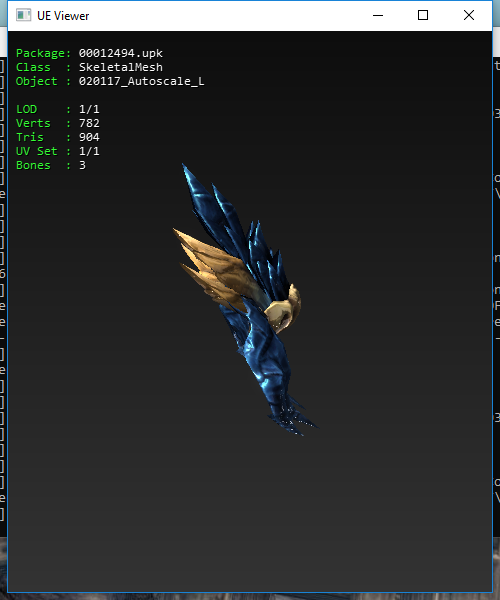 UE Viewer
Package: 00012494.upk
Class : SkeletalMesh
Object : 020117_Autoscale_L
LOD : 1/1
Verts : 782
Tris : 904
UV Set : 1/1
Bones : 3